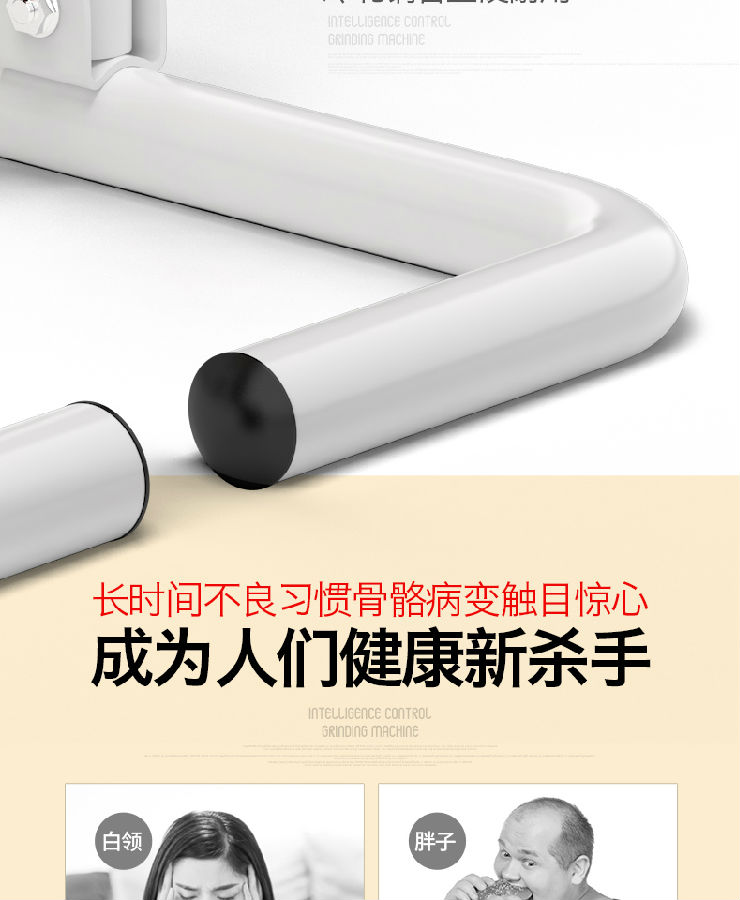 INTELLIGENCE CONTROL
GRINDING MACHINE
长时间不良习惯骨骼病变触目惊心
成为人们健康新杀手
INTELLIGENCE CONTROL
GRINDING MACHINE
白领
胖子